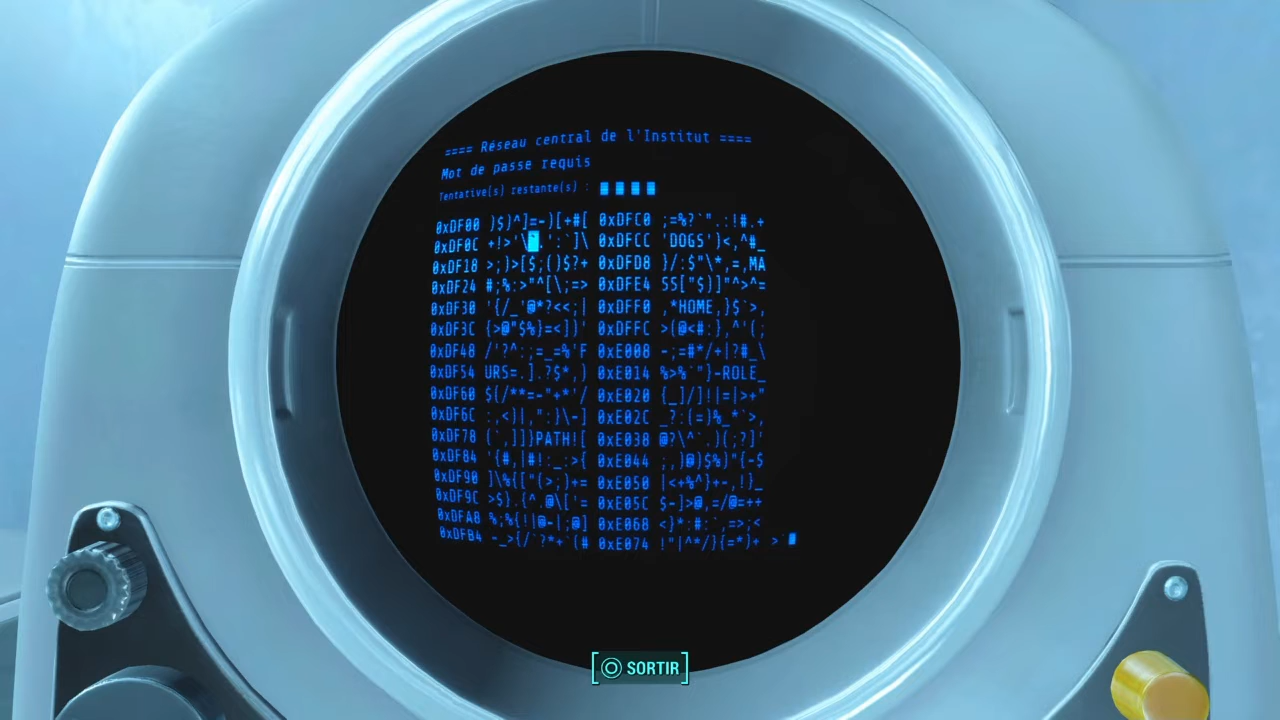 ==== Réseau central de l'Institut ====
Mot de passe requis
Tentative(s) restante(s) :
0xDF00 )$)^]=-)[+#[ 0xDFC0 ;=%?`".:!#.+
0xDF0C +!>'\`.':`]\ 0xDFCC 'DOGS'}<,^#_
0xDF18 >;)>[$;()$?+ 0xDFD8 }/:$"\*,=,MA
0xDF24 #;%:>"^[\;=> 0xDFE4 SS["$)]"^>^=
0xDF30 '{/_'@*?<<;| 0xDFF0 ,*HOME,}$`>,
0xDF3C {>@"$%}=<])' 0xDFFC >(@<#:},^'(;
0xDF48 /'?^:;=_=%'F 0xE008 -;=#*/+|?#_\
0xDF54 URS=.].?$*,) 0xE014 %>%`"}-ROLE_
0xDF60 $(/**=-"+*'/ 0xE020 {_]/]!|=|>+"
0xDF6C :,<)|,":}\-] 0xE02C _?:(=)%_*`>,
0xDF78 (`,]]}PATH![ 0xE038 @?\^`.)(;?]'
0xDF84 '{#,|#!:_:>{ 0xE044 ;,)@)$%)"{-$
0xDF90 ]\%(["(>;)+= 0xE050 |<+%^}+-,!}_
0xDF9C >$}.{^.@\['= 0xE05C $-]>@,=/@=++
0xDFA8 %;%{!|@-|;@] 0xE068 <}*:#:`,=>;<
0xDFB4 -_>{/`?*+`(# 0xE074 !"|^*/){=*)+ >`
SORTIR